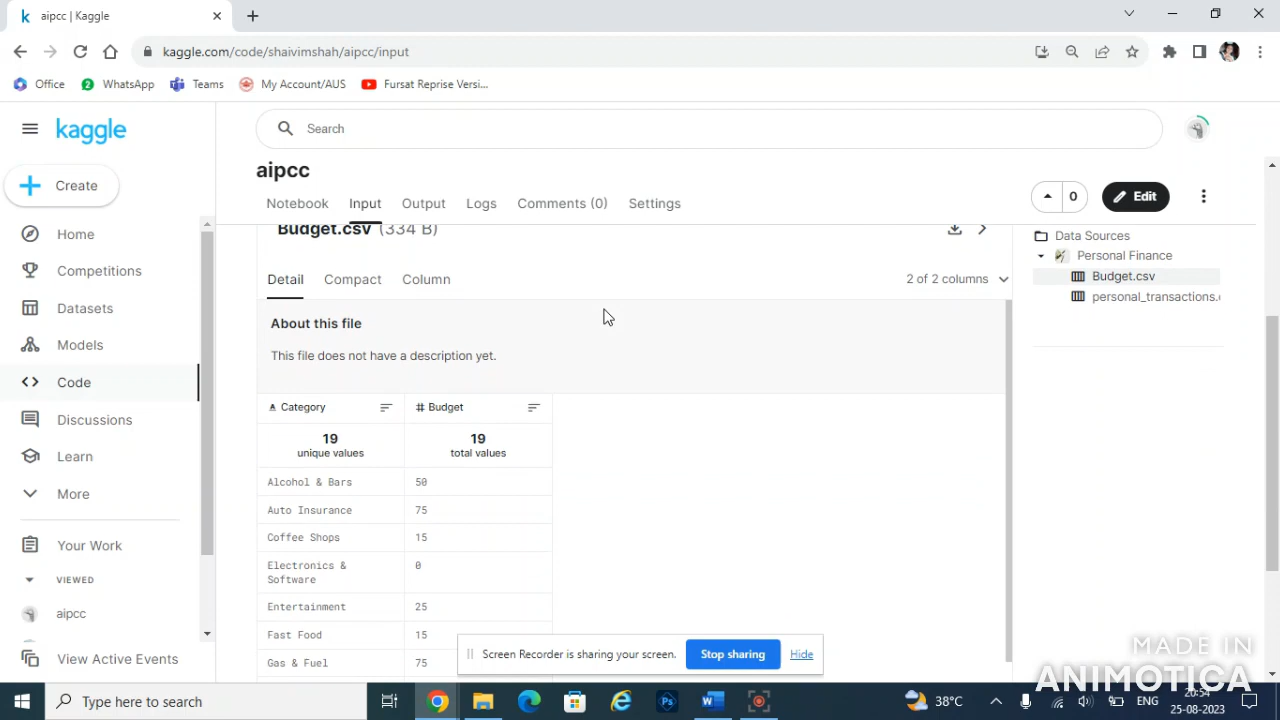 aipcc | Kaggle
kaggle.com/code/shaivimshah/aipcc/input
Office
WhatsApp
Teams
My Account/AUS
Fursat Reprise Versi...
kaggle
Search
aipcc
Create
Notebook
Input
Output
Logs
Comments (0)
Settings
0
Edit
Home
Competitions
Datasets
Models
Code
Discussions
Learn
More
Your Work
VIEWED
aipcc
View Active Events
Budget.csv (334 B)
Detail
Compact
Column
2 of 2 columns
About this file
This file does not have a description yet.
Category
# Budget
19
unique values
19
total values
Alcohol & Bars
50
Auto Insurance
75
Coffee Shops
15
Electronics &
Software
0
Entertainment
25
Fast Food
15
Gas & Fuel
75
Data Sources
Personal Finance
Budget.csv
personal_transactions.
Screen Recorder is sharing your screen.
Stop sharing
Hide
MADE IN
ANIMOTICA
Type here to search
38°C
ENG
20:54
25-08-2023